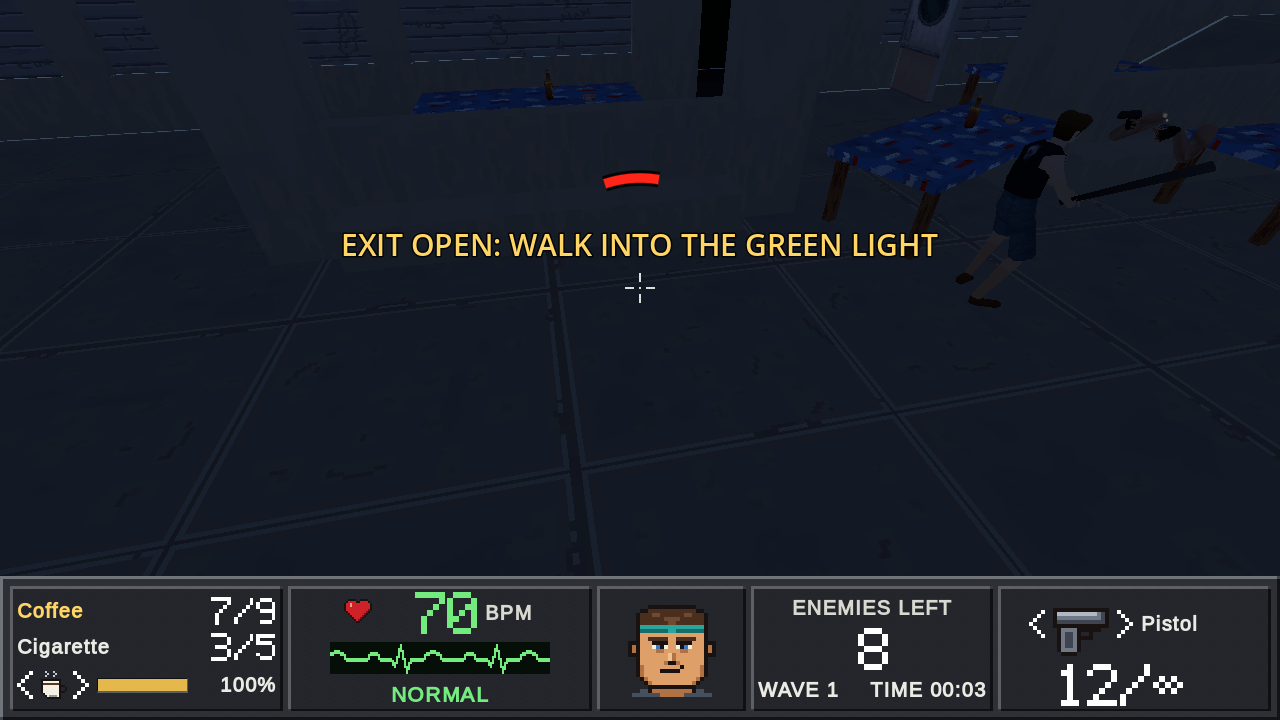 EXIT OPEN: WALK INTO THE GREEN LIGHT
Coffee 7/9
Cigarette 3/5
100%
70 BPM
NORMAL
ENEMIES LEFT
8
WAVE 1 TIME 00:03
Pistol
12/∞